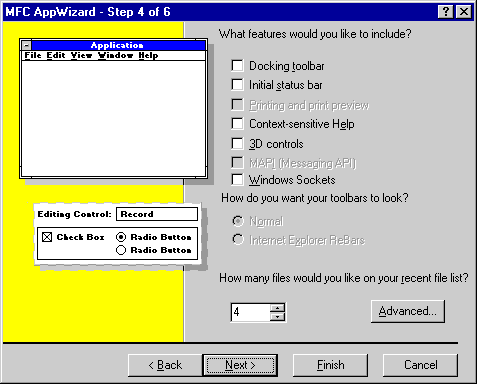 MFC AppWizard - Step 4 of 6
What features would you like to include?
Application
File Edit View Window Help
Docking toolbar
Initial status bar
Printing and print preview
Context-sensitive Help
3D controls
MAPI (Messaging API)
Windows Sockets
How do you want your toolbars to look?
Editing Control: Record
Normal
Check Box Radio Button
Internet Explorer ReBars
Radio Button
How many files would you like on your recent file list?
4
Advanced...
< Back Next > Finish Cancel